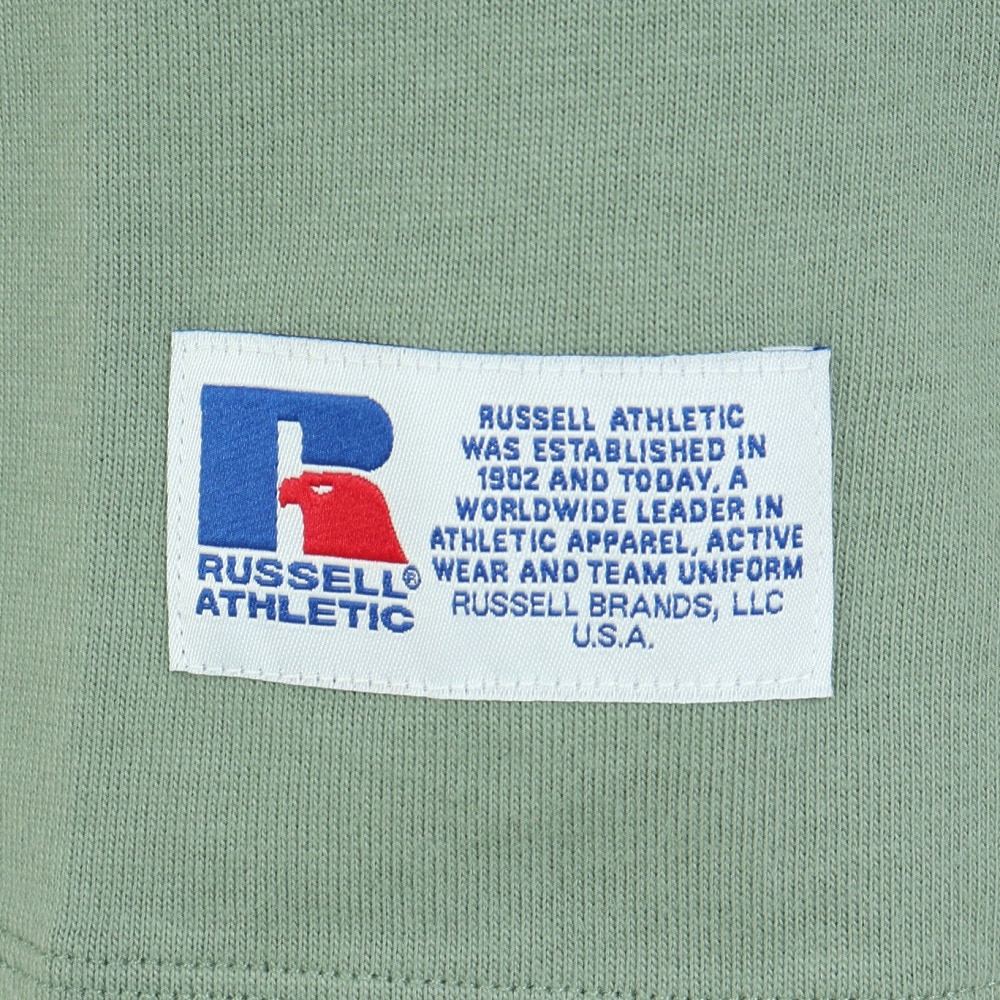 RUSSELL®
ATHLETIC
RUSSELL ATHLETIC
WAS ESTABLISHED IN
1902 AND TODAY, A
WORLDWIDE LEADER IN
ATHLETIC APPAREL, ACTIVE
WEAR AND TEAM UNIFORM
RUSSELL BRANDS, LLC
U.S.A.